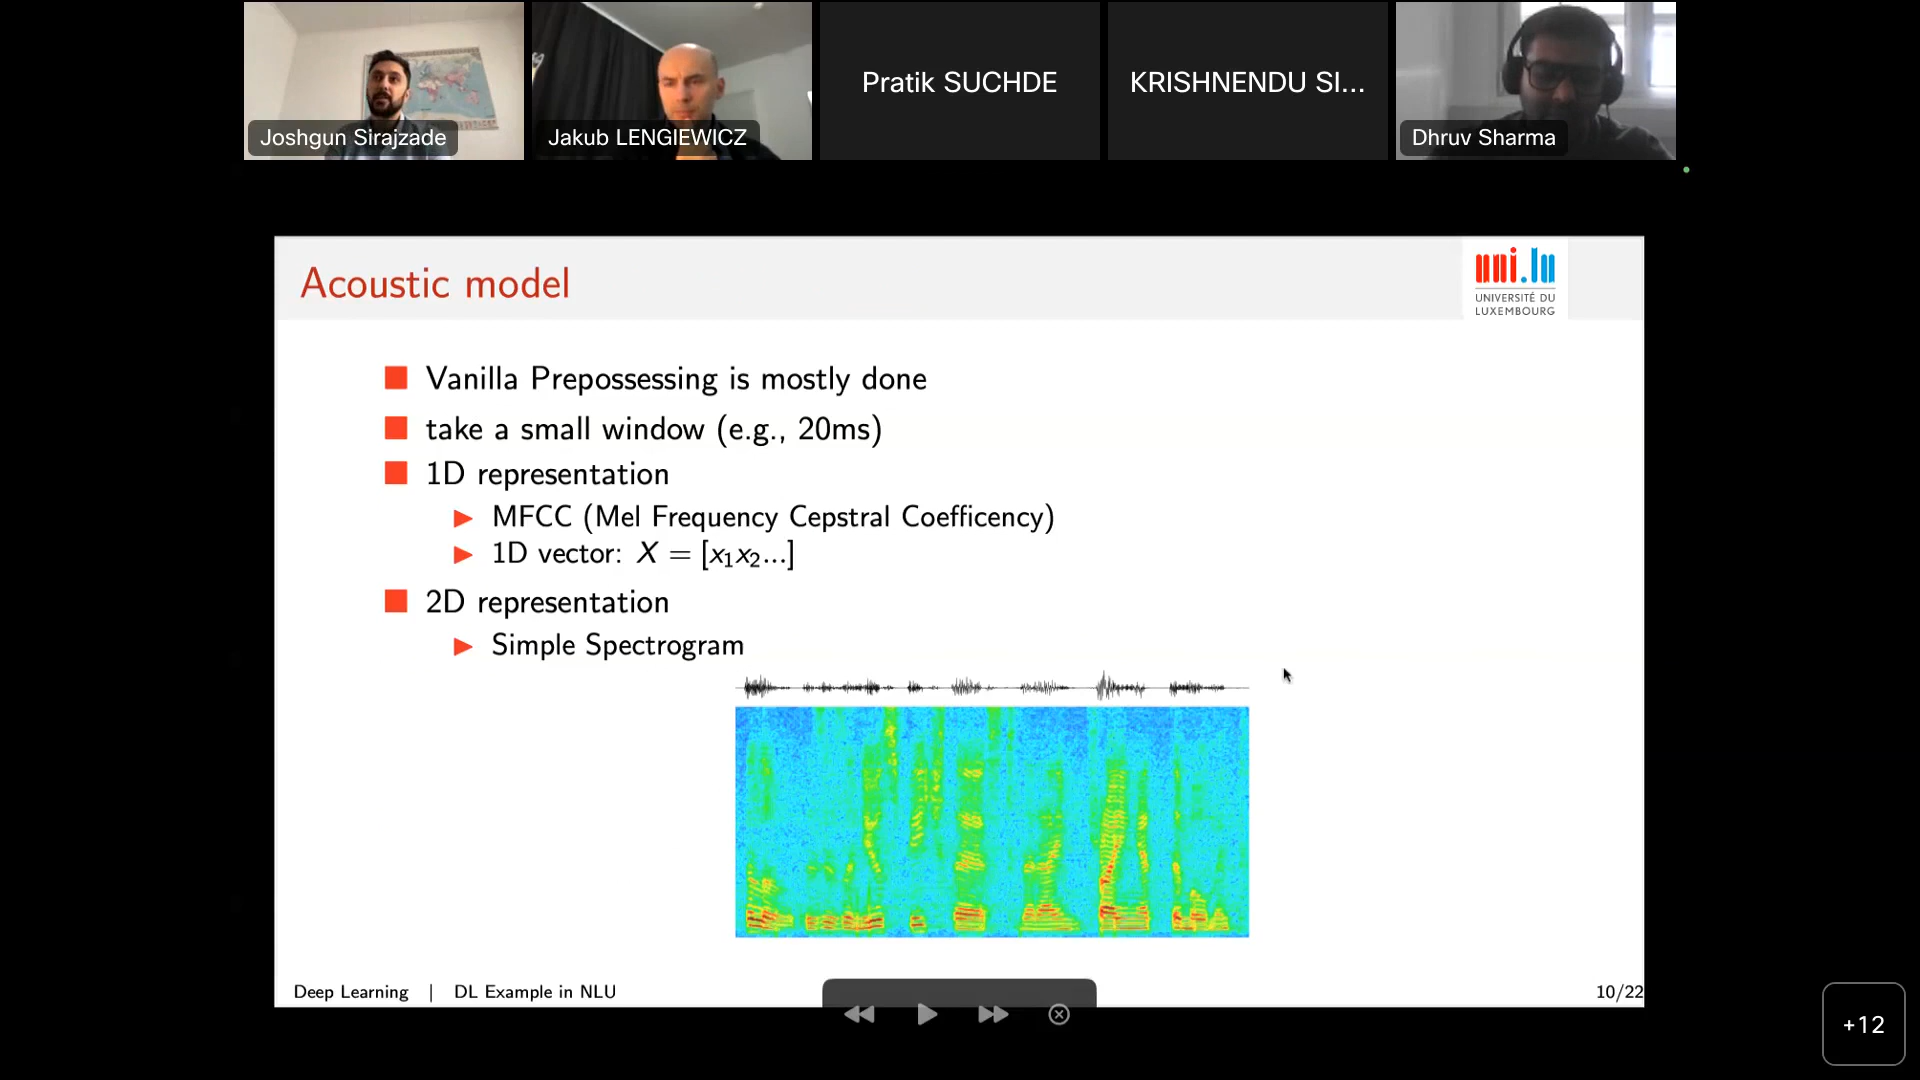 Joshgun Sirajzade
Jakub LENGIEWICZ
Pratik SUCHDE
KRISHNENDU SI...
Dhruv Sharma
Acoustic model
uni.lu
UNIVERSITÉ DU
LUXEMBOURG
Vanilla Prepossessing is mostly done
take a small window (e.g., 20ms)
1D representation
MFCC (Mel Frequency Cepstral Coefficency)
1D vector: X = [x₁x₂...]
2D representation
Simple Spectrogram
Deep Learning | DL Example in NLU
10/22
+12